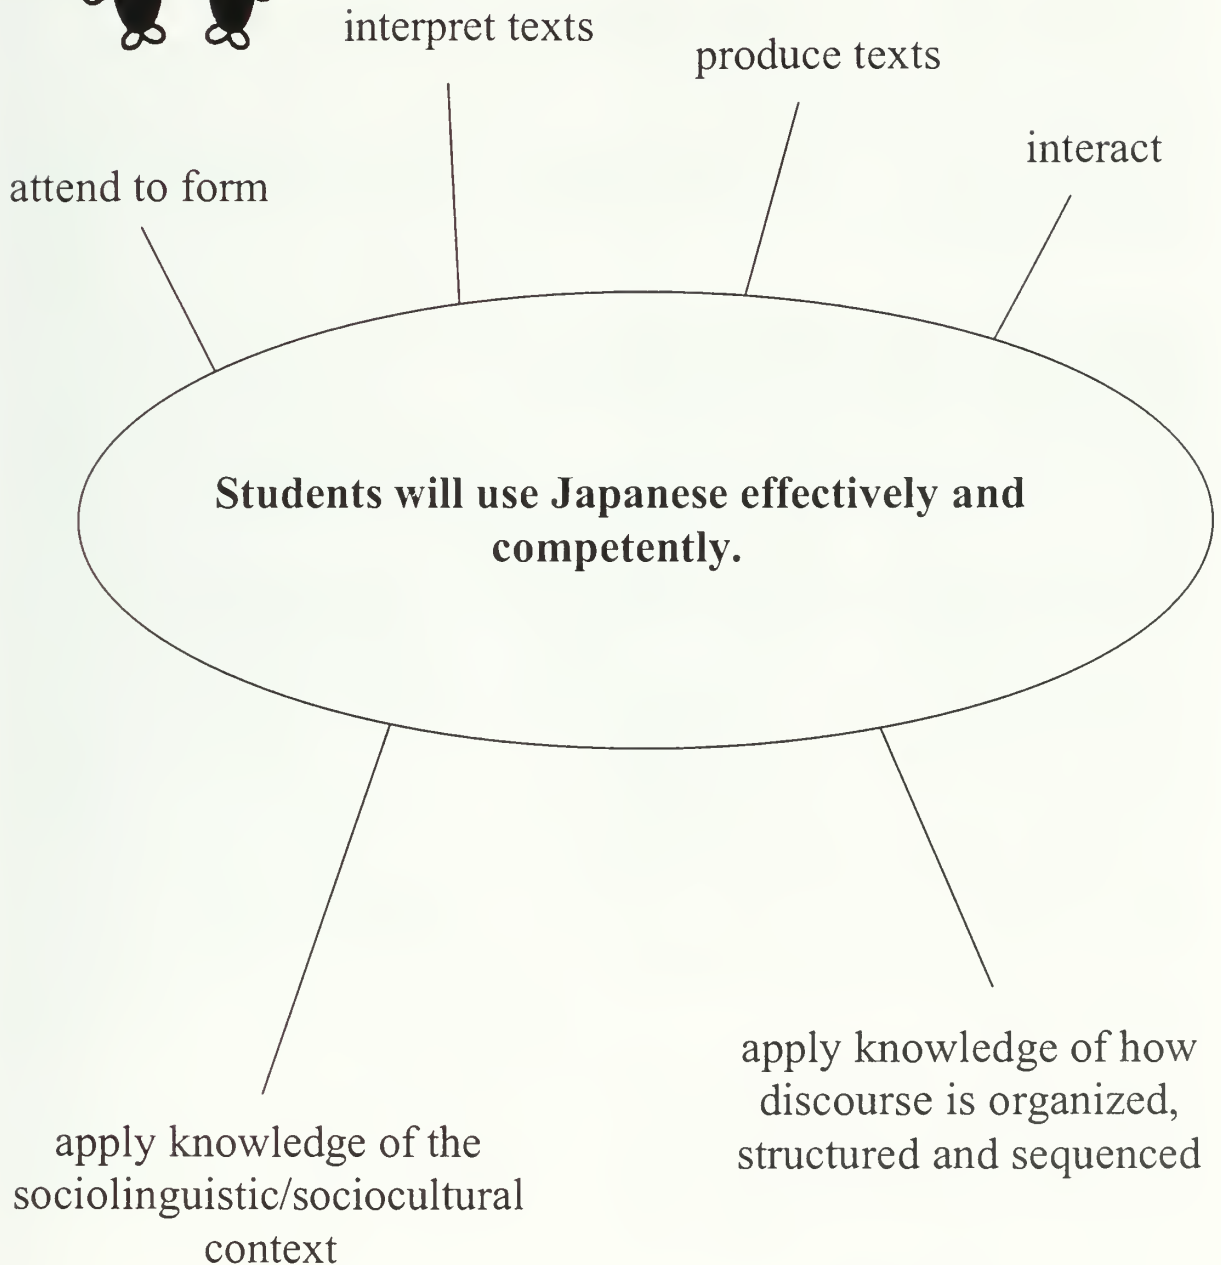 interpret texts
produce texts
interact
attend to form
Students will use Japanese effectively and
competently.
apply knowledge of how
discourse is organized,
structured and sequenced
apply knowledge of the
sociolinguistic/sociocultural
context